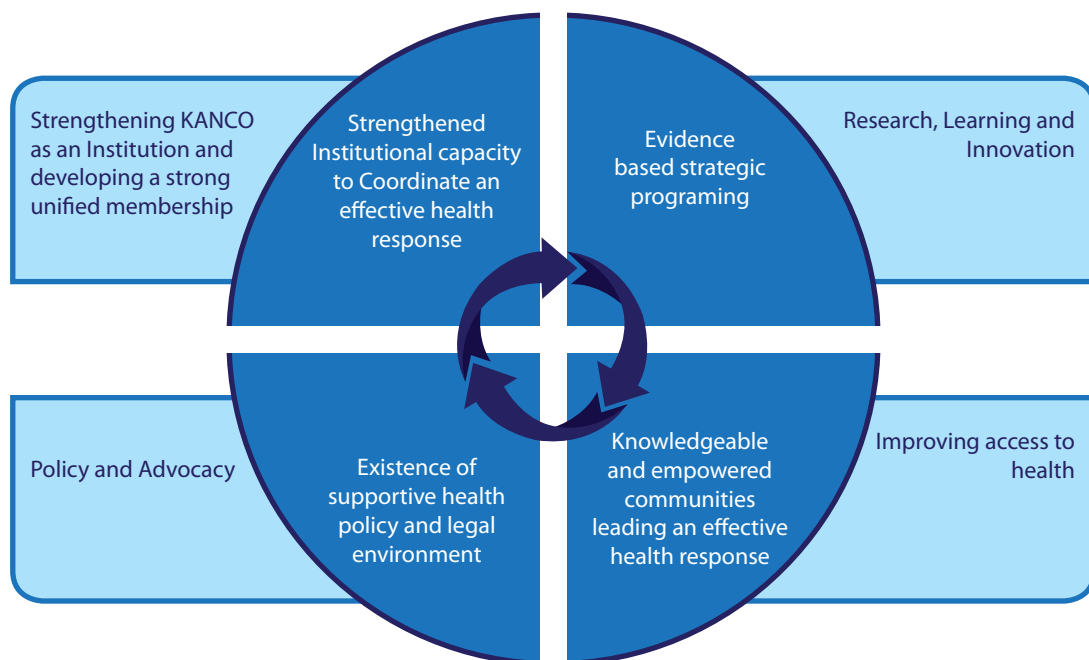 Strengthening KANCO
as an Institution and
developing a strong
unified membership
Strengthened
Institutional capacity
to Coordinate an
effective health
response
Evidence
based strategic
programing
Research, Learning and
Innovation
Policy and Advocacy
Existence of
supportive health
policy and legal
environment
Knowledgeable
and empowered
communities
leading an effective
health response
Improving access to
health